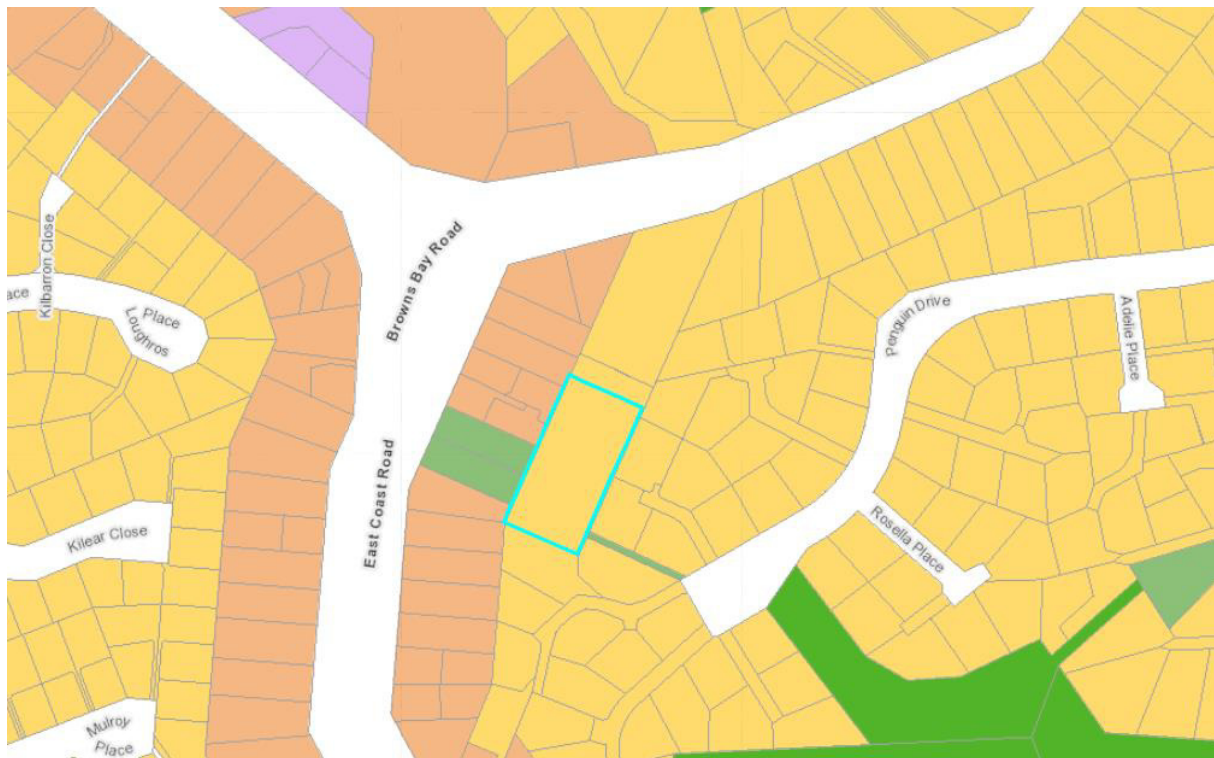 Kilbarron Close
ace
Place
Loughros
Browns Bay Road
Penguin Drive
Adelie Place
East Coast Road
Kilear Close
Rosella Place
Mulroy
Place